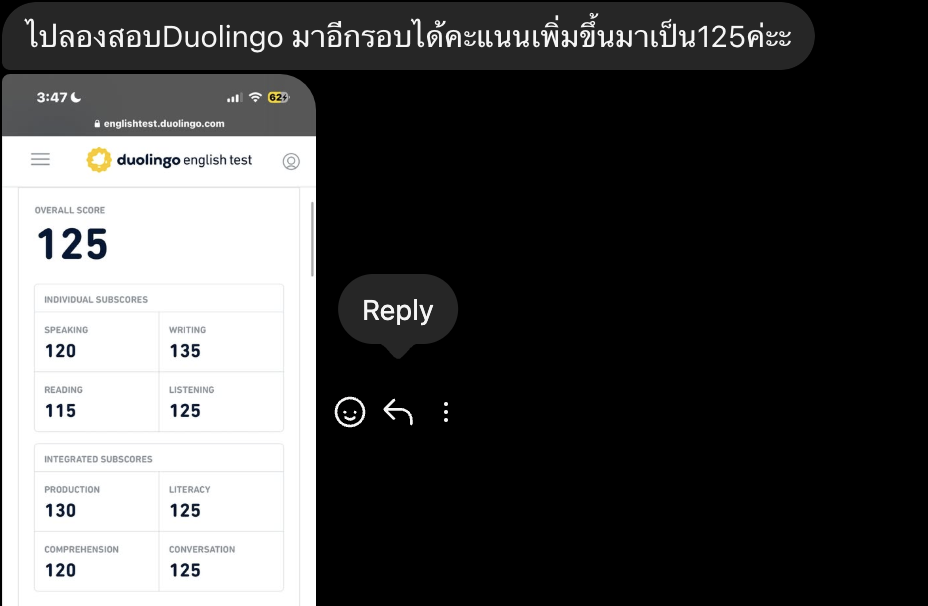 ไปลองสอบDuolingo มาอีกรอบได้คะแนนเพิ่มขึ้นมาเป็น125ค่ะะ
3:47
62
englishtest.duolingo.com
duolingo english test
OVERALL SCORE
125
INDIVIDUAL SUBSCORES
SPEAKING WRITING
120 135
READING LISTENING
115 125
Reply
INTEGRATED SUBSCORES
PRODUCTION LITERACY
130 125
COMPREHENSION CONVERSATION
120 125